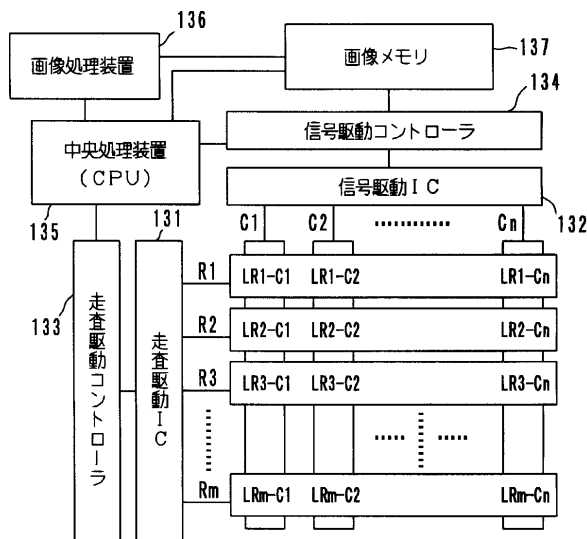 136
画像処理装置
画像メモリ
137
134
中央処理装置
(CPU)
信号駆動コントローラ
135
131
信号駆動IC
132
C1 C2 ............ Cn
133
走査駆動コントローラ
走査駆動IC
R1 LR1-C1 LR1-C2 LR1-Cn
R2 LR2-C1 LR2-C2 LR2-Cn
R3 LR3-C1 LR3-C2 LR3-Cn
Rm LRm-C1 LRm-C2 LRm-Cn